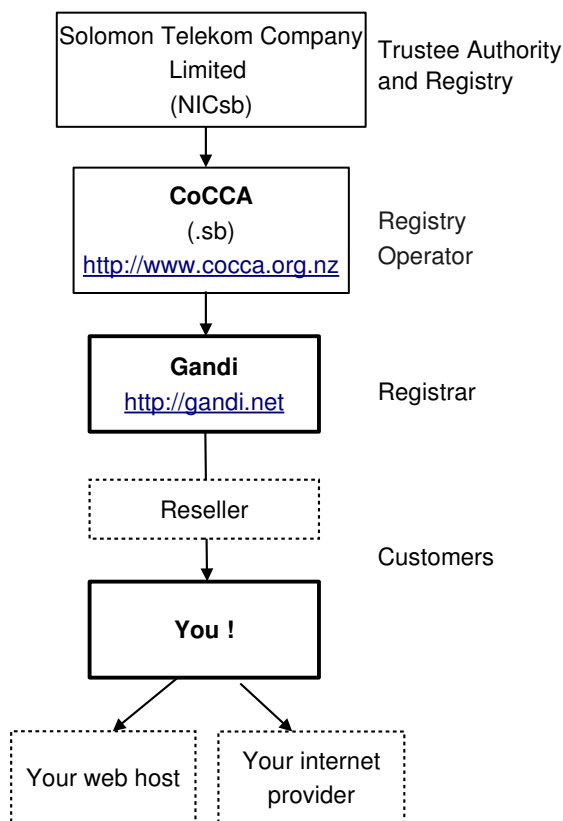 Solomon Telekom Company
Limited
(NICsb)
Trustee Authority
and Registry
CoCCA
(.sb)
http://www.cocca.org.nz
Registry
Operator
Gandi
http://gandi.net
Registrar
Reseller
Customers
You !
Your web host
Your internet
provider